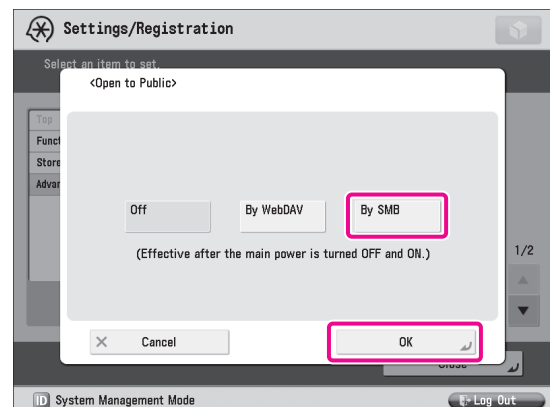 Settings/Registration
Select an item to set.
<Open to Public>
Top
Funct
Store
Advan
Off
By WebDAV
By SMB
(Effective after the main power is turned OFF and ON.)
1/2
Cancel
OK
Close
ID System Management Mode
Log Out